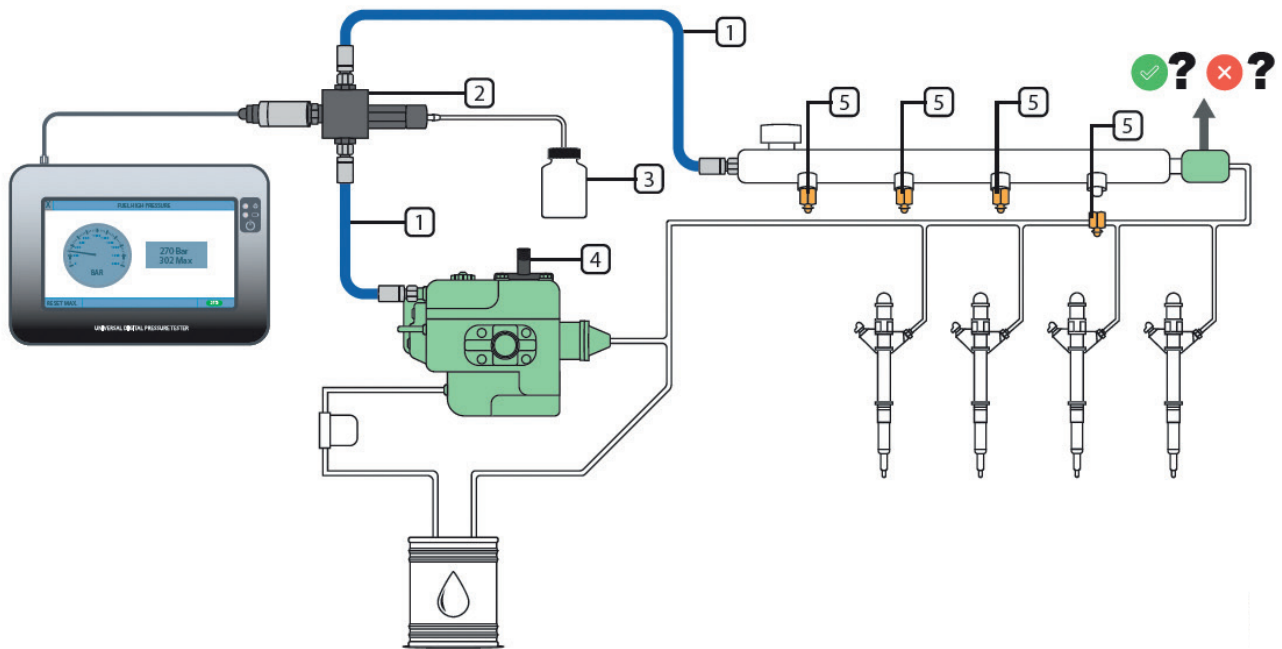 1
2
? ?
5
5
5
5
3
1
4
X
FUEL HIGH PRESSURE
270 Bar
302 Max
BAR
RESET MAX.
UNIVERSAL DIGITAL PRESSURE TESTER